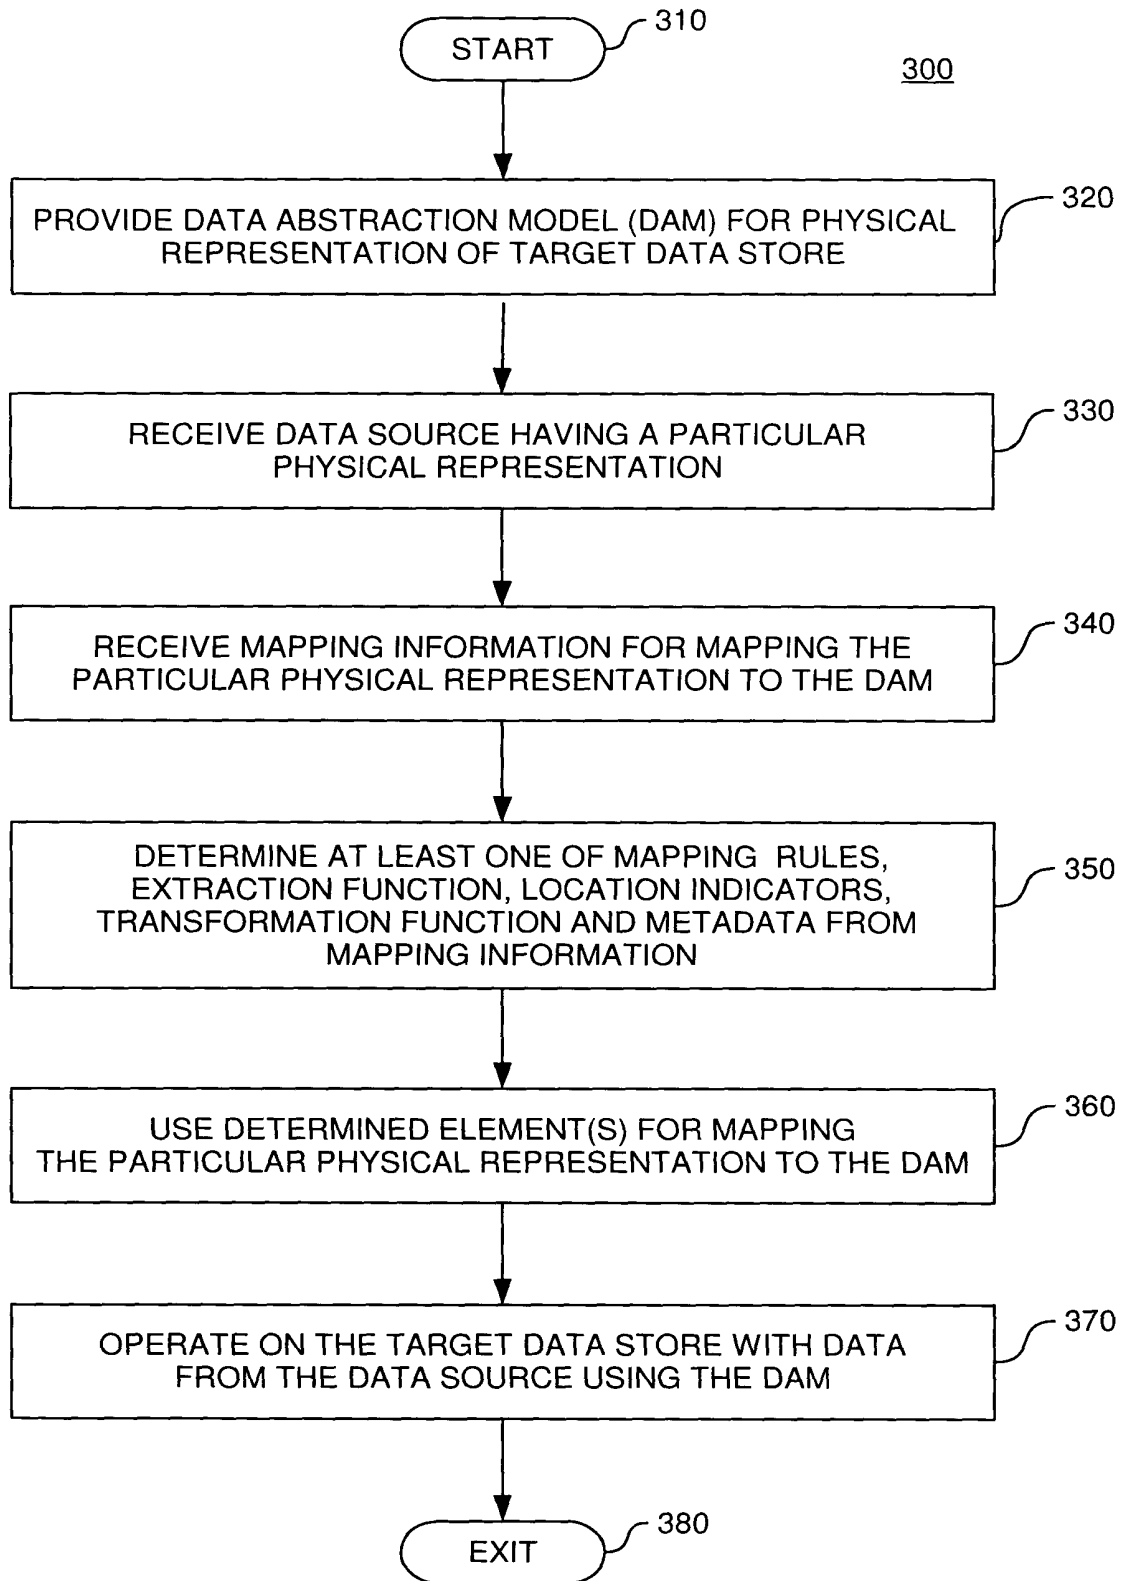 START
310
300
PROVIDE DATA ABSTRACTION MODEL (DAM) FOR PHYSICAL
REPRESENTATION OF TARGET DATA STORE
320
RECEIVE DATA SOURCE HAVING A PARTICULAR
PHYSICAL REPRESENTATION
330
RECEIVE MAPPING INFORMATION FOR MAPPING THE
PARTICULAR PHYSICAL REPRESENTATION TO THE DAM
340
DETERMINE AT LEAST ONE OF MAPPING RULES,
EXTRACTION FUNCTION, LOCATION INDICATORS,
TRANSFORMATION FUNCTION AND METADATA FROM
MAPPING INFORMATION
350
USE DETERMINED ELEMENT(S) FOR MAPPING
THE PARTICULAR PHYSICAL REPRESENTATION TO THE DAM
360
OPERATE ON THE TARGET DATA STORE WITH DATA
FROM THE DATA SOURCE USING THE DAM
370
EXIT
380